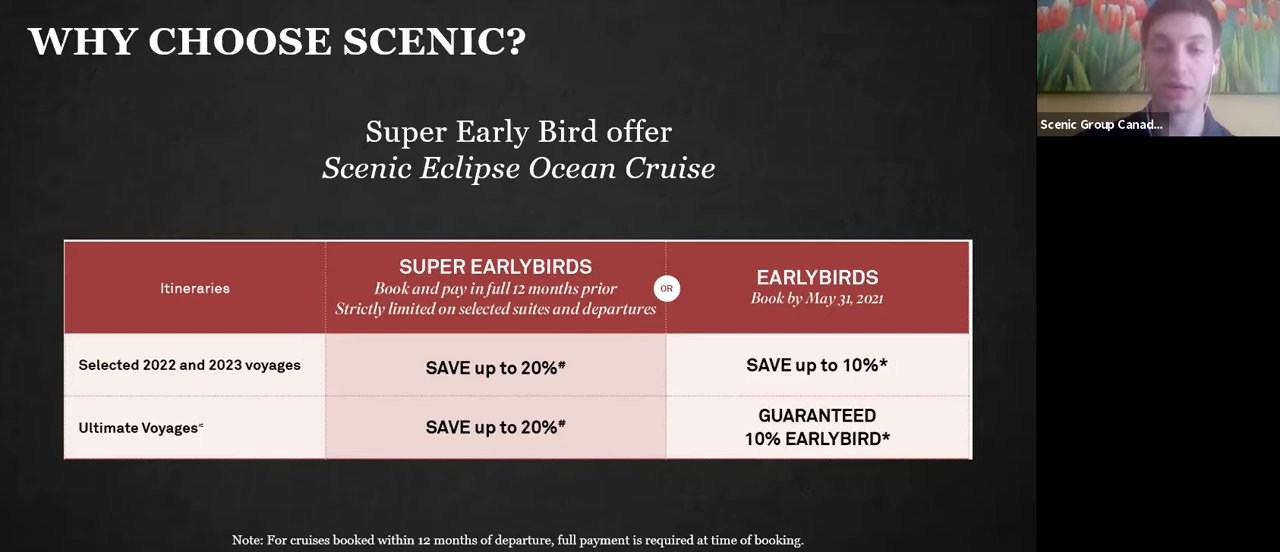 WHY CHOOSE SCENIC?
Scenic Group Canad...
Super Early Bird offer
Scenic Eclipse Ocean Cruise
Itineraries
SUPER EARLYBIRDS
Book and pay in full 12 months prior
Strictly limited on selected suites and departures
OR
EARLYBIRDS
Book by May 31, 2021
Selected 2022 and 2023 voyages
SAVE up to 20%#
SAVE up to 10%*
Ultimate Voyages<
SAVE up to 20%#
GUARANTEED
10% EARLYBIRD*
Note: For cruises booked within 12 months of departure, full payment is required at time of booking.